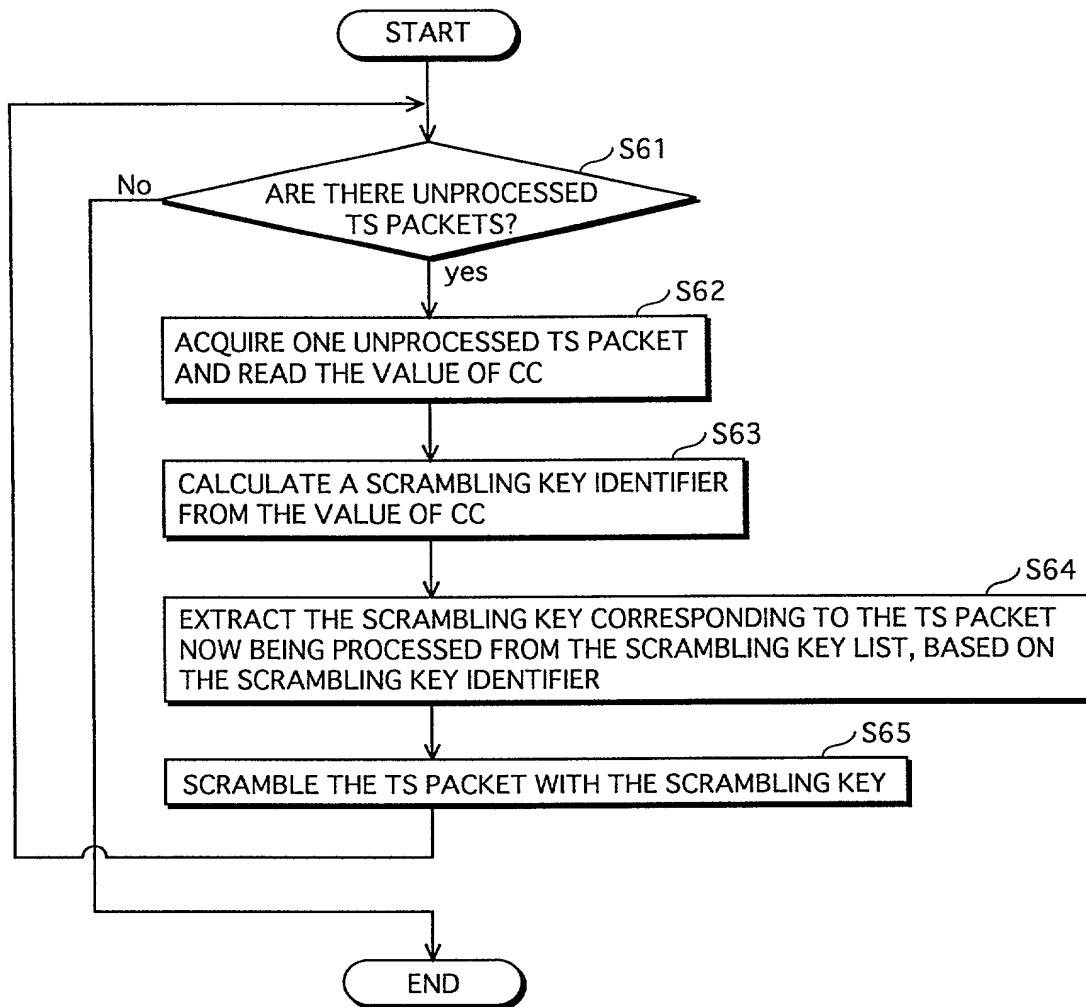 START
S61
No
ARE THERE UNPROCESSED
TS PACKETS?
yes
S62
ACQUIRE ONE UNPROCESSED TS PACKET
AND READ THE VALUE OF CC
S63
CALCULATE A SCRAMBLING KEY IDENTIFIER
FROM THE VALUE OF CC
S64
EXTRACT THE SCRAMBLING KEY CORRESPONDING TO THE TS PACKET
NOW BEING PROCESSED FROM THE SCRAMBLING KEY LIST, BASED ON
THE SCRAMBLING KEY IDENTIFIER
S65
SCRAMBLE THE TS PACKET WITH THE SCRAMBLING KEY
END